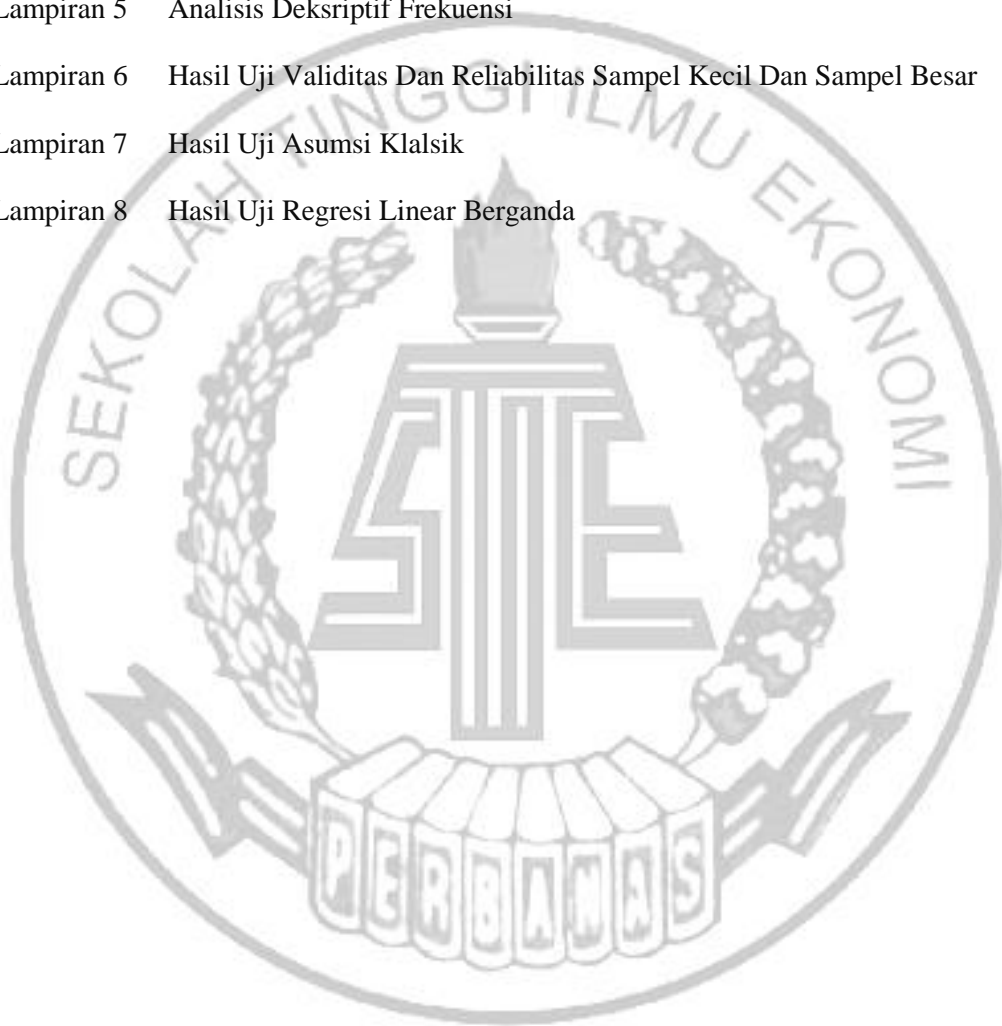 Lampiran 5 Analisis Deksriptif Frekuensi
Lampiran 6 Hasil Uji Validitas Dan Reliabilitas Sampel Kecil Dan Sampel Besar
Lampiran 7 Hasil Uji Asumsi Klalsik
Lampiran 8 Hasil Uji Regresi Linear Berganda
SEKOLAH TINGGI ILMU EKONOMI
STIE
PERBANAS